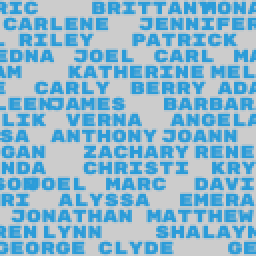 RIC BRITTANY MONA
CARLENE JENNIFER
L RILEY PATRICK
EDNA JOEL CARL MA
AM KATHERINE MEL
E CARLY BERRY ADA
LEEN JAMES BARBAR
LIK VERNA ANGELA
SA ANTHONY JOANN
GAN ZACHARY RENE
NDA CHRISTI KRY
SON JOEL MARC DAVI
RI ALYSSA EMERA
JONATHAN MATTHEW
REN LYNN SHALAYN
GEORGE CLYDE GE